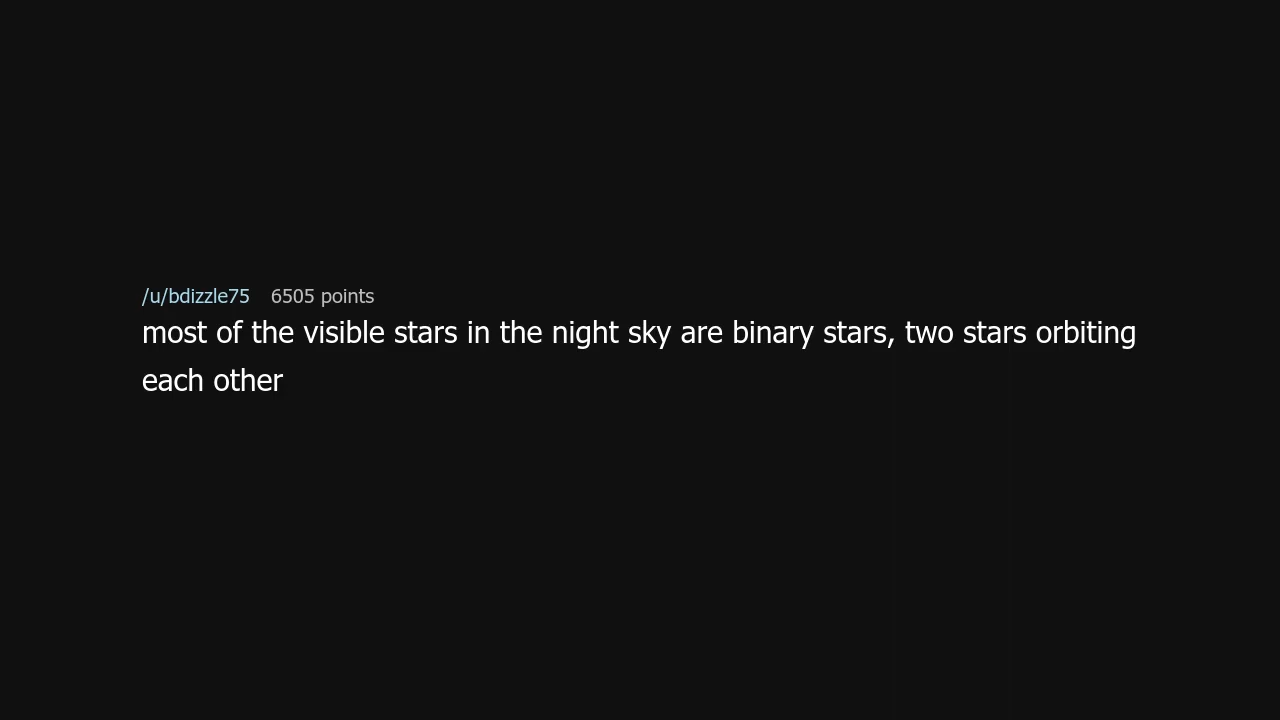 /u/bdizzle75 6505 points
most of the visible stars in the night sky are binary stars, two stars orbiting
each other